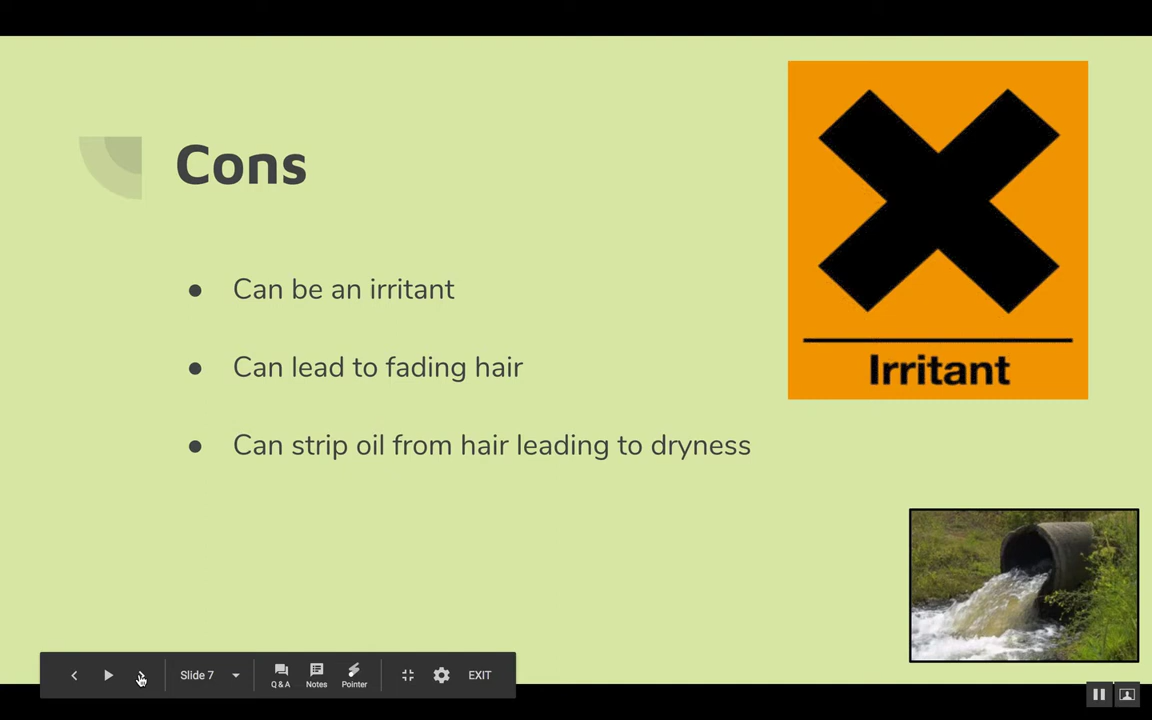 Cons
● Can be an irritant
● Can lead to fading hair
● Can strip oil from hair leading to dryness
Irritant
Slide 7
Q & A
Notes
Pointer
EXIT